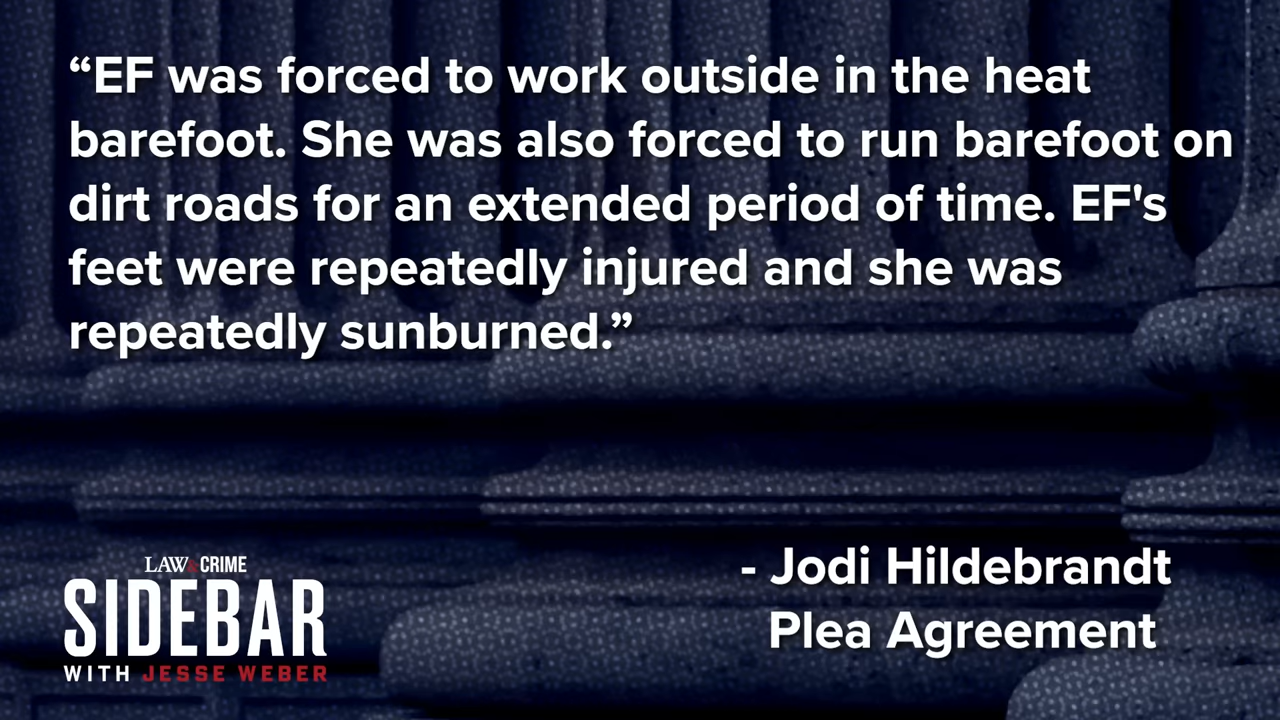 “EF was forced to work outside in the heat
barefoot. She was also forced to run barefoot on
dirt roads for an extended period of time. EF's
feet were repeatedly injured and she was
repeatedly sunburned.”
- Jodi Hildebrandt
Plea Agreement
LAW&CRIME
SIDEBAR
WITH JESSE WEBER